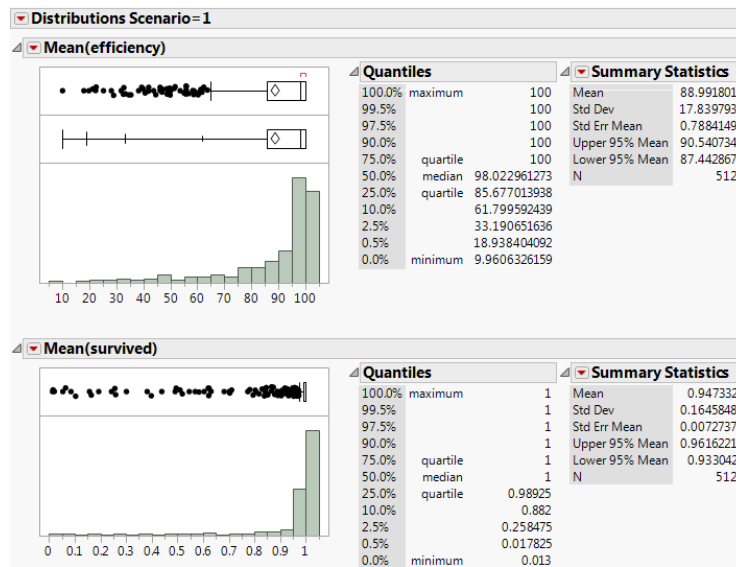 Distributions Scenario=1
Mean(efficiency)
10 20 30 40 50 60 70 80 90 100
Quantiles
100.0% maximum 100
99.5% 100
97.5% 100
90.0% 100
75.0% quartile 100
50.0% median 98.022961273
25.0% quartile 85.677013938
10.0% 61.799592439
2.5% 33.190651636
0.5% 18.938404092
0.0% minimum 9.9606326159
Summary Statistics
Mean 88.991801
Std Dev 17.839793
Std Err Mean 0.7884149
Upper 95% Mean 90.540734
Lower 95% Mean 87.442867
N 512
Mean(survived)
0 0.1 0.2 0.3 0.4 0.5 0.6 0.7 0.8 0.9 1
Quantiles
100.0% maximum 1
99.5% 1
97.5% 1
90.0% 1
75.0% quartile 1
50.0% median 1
25.0% quartile 0.98925
10.0% 0.882
2.5% 0.258475
0.5% 0.017825
0.0% minimum 0.013
Summary Statistics
Mean 0.947332
Std Dev 0.1645848
Std Err Mean 0.0072737
Upper 95% Mean 0.9616221
Lower 95% Mean 0.933042
N 512